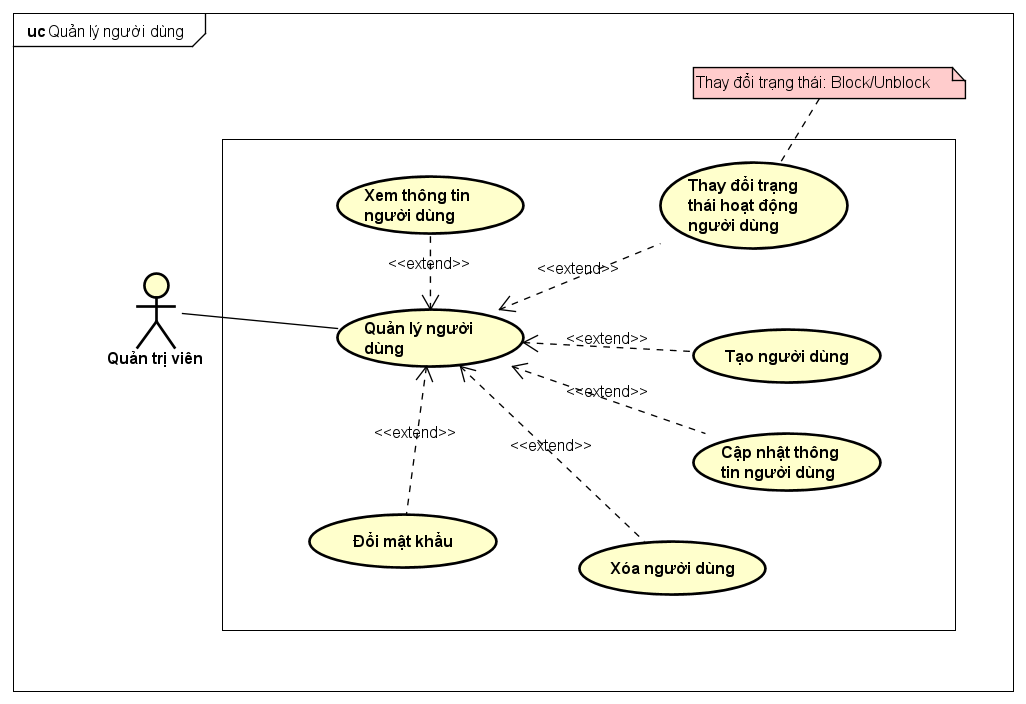 uc Quản lý người dùng
Thay đổi trạng thái: Block/Unblock
Xem thông tin
người dùng
Thay đổi trạng
thái hoạt động
người dùng
<<extend>>
<<extend>>
Quản lý người
dùng
<<extend>>
Tạo người dùng
Quản trị viên
<<extend>>
<<extend>>
<<extend>>
Cập nhật thông
tin người dùng
Đổi mật khẩu
Xóa người dùng